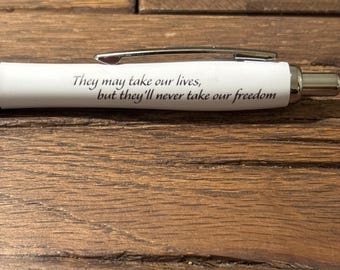 They may take our lives,
but they'll never take our freedom